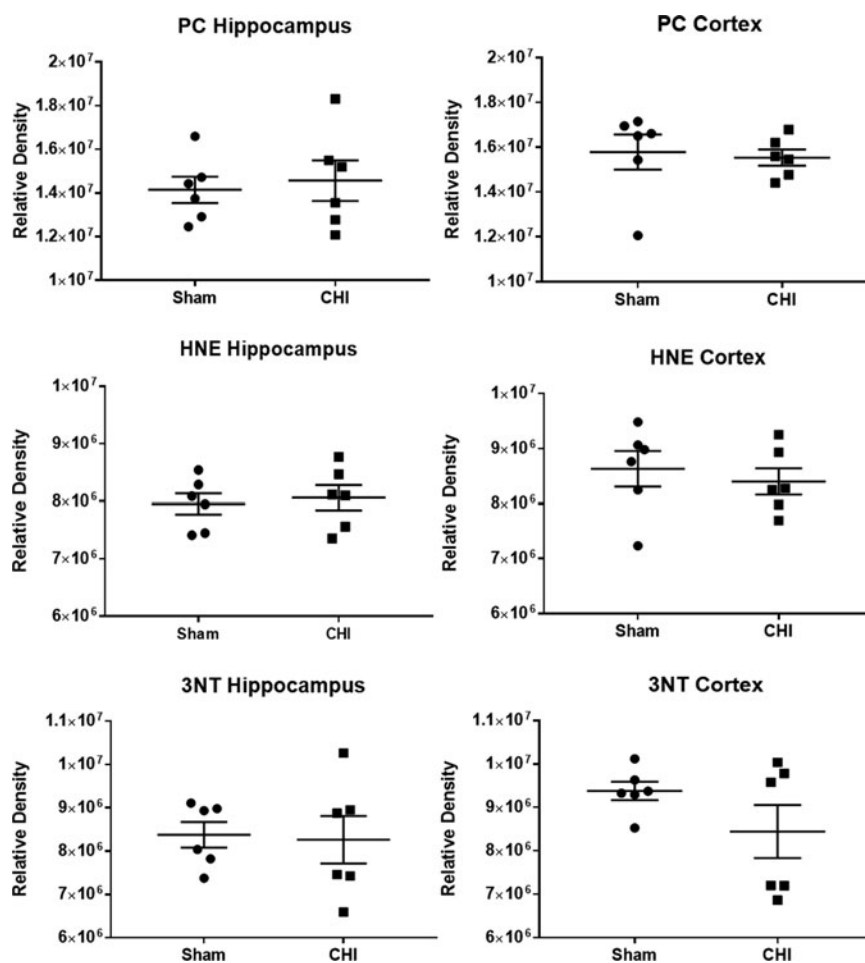 PC Hippocampus
Relative Density
2×10⁷
1.8×10⁷
1.6×10⁷
1.4×10⁷
1.2×10⁷
1×10⁷
Sham CHI
PC Cortex
Relative Density
2×10⁷
1.8×10⁷
1.6×10⁷
1.4×10⁷
1.2×10⁷
1×10⁷
Sham CHI
HNE Hippocampus
Relative Density
1×10⁷
9×10⁶
8×10⁶
7×10⁶
6×10⁶
Sham CHI
HNE Cortex
Relative Density
1×10⁷
9×10⁶
8×10⁶
7×10⁶
6×10⁶
Sham CHI
3NT Hippocampus
Relative Density
1.1×10⁷
1×10⁷
9×10⁶
8×10⁶
7×10⁶
6×10⁶
Sham CHI
3NT Cortex
Relative Density
1.1×10⁷
1×10⁷
9×10⁶
8×10⁶
7×10⁶
6×10⁶
Sham CHI